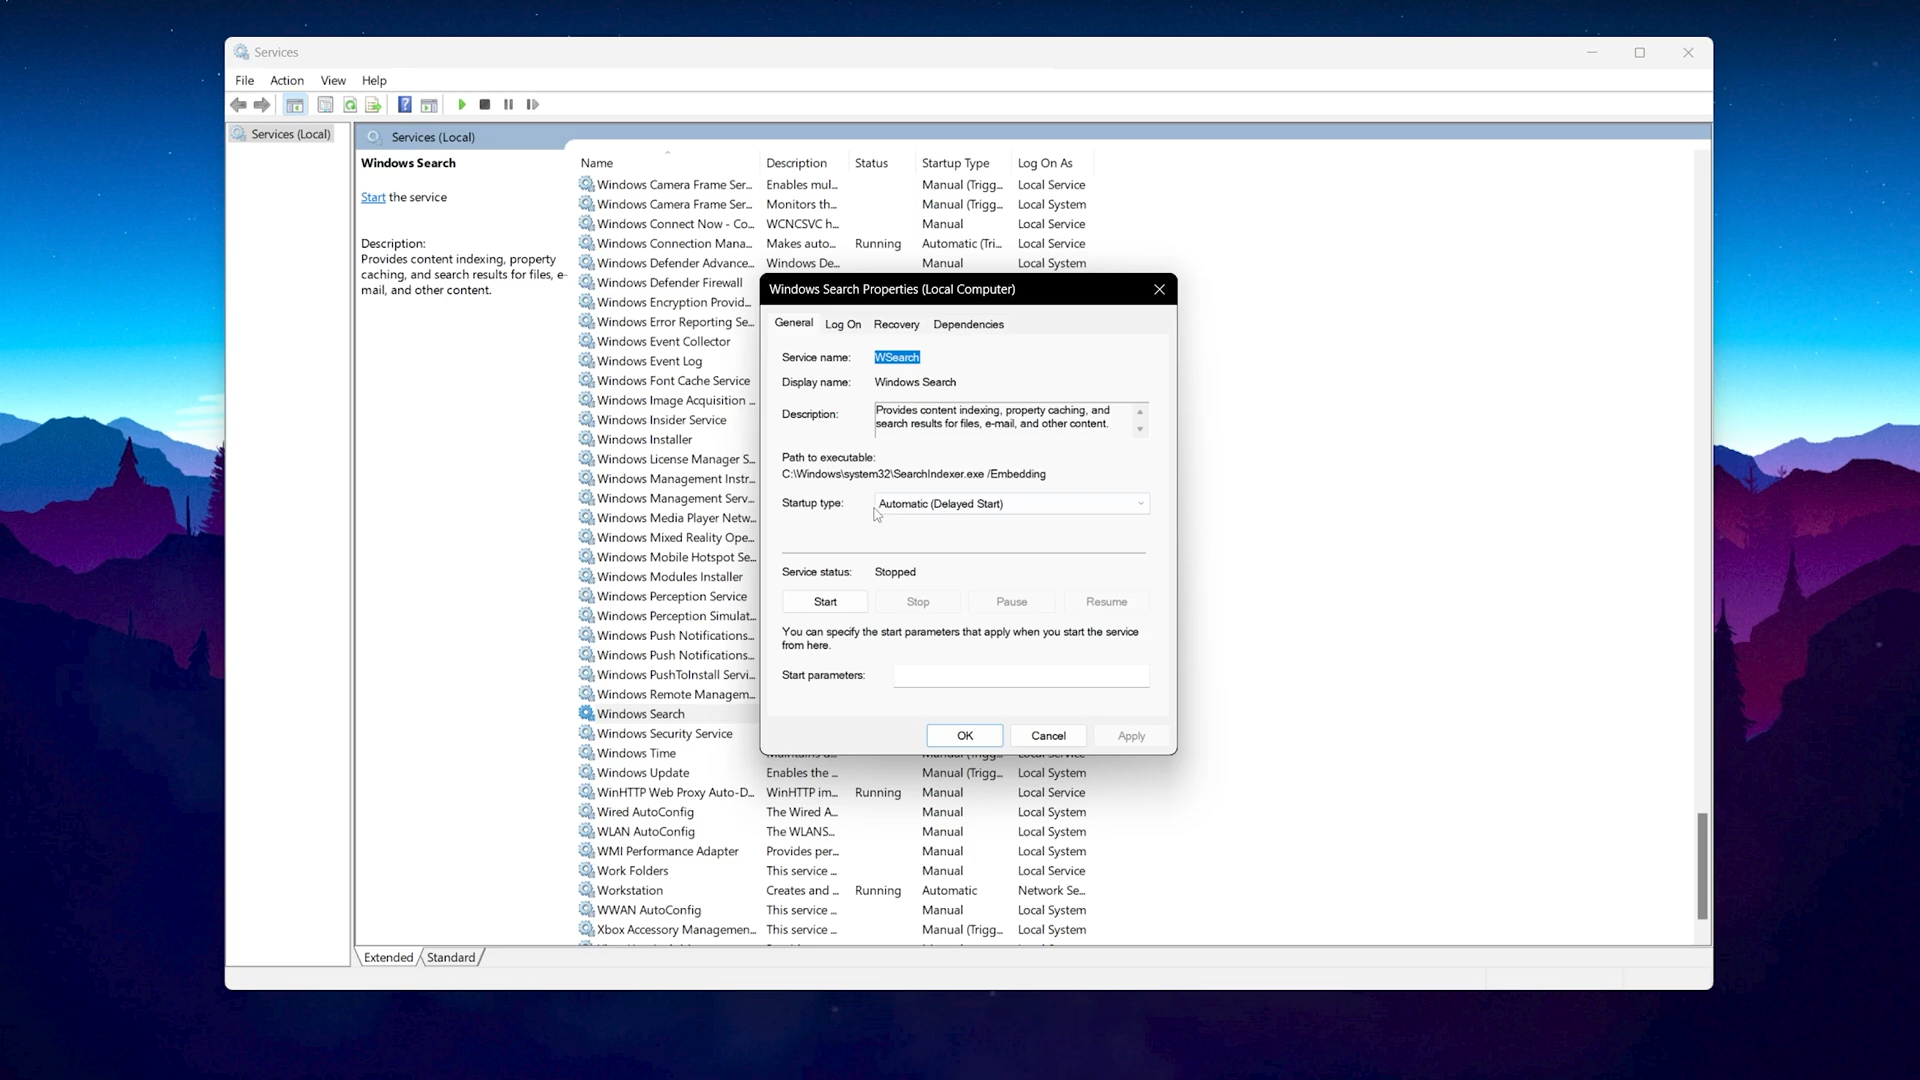 Services
File Action View Help
Services (Local)
Services (Local)
Windows Search
Start the service
Description:
Provides content indexing, property
caching, and search results for files, e-
mail, and other content.
Name Description Status Startup Type Log On As
Windows Camera Frame Ser... Enables mul... Manual (Trigg... Local Service
Windows Camera Frame Ser... Monitors th... Manual (Trigg... Local System
Windows Connect Now - Co... WCNCSVC h... Manual Local Service
Windows Connection Mana... Makes auto... Running Automatic (Tri... Local Service
Windows Defender Advance... Windows De... Manual Local System
Windows Defender Firewall
Windows Encryption Provid...
Windows Error Reporting Se...
Windows Event Collector
Windows Event Log
Windows Font Cache Service
Windows Image Acquisition ...
Windows Insider Service
Windows Installer
Windows License Manager S...
Windows Management Instr...
Windows Management Serv...
Windows Media Player Netw...
Windows Mixed Reality Ope...
Windows Mobile Hotspot Se...
Windows Modules Installer
Windows Perception Service
Windows Perception Simulat...
Windows Push Notifications...
Windows Push Notifications...
Windows PushToInstall Servi...
Windows Remote Managem...
Windows Search
Windows Security Service
Windows Time
Windows Update Enables the ... Manual (Trigg... Local System
WinHTTP Web Proxy Auto-D... WinHTTP im... Running Manual Local Service
Wired AutoConfig The Wired A... Manual Local System
WLAN AutoConfig The WLANS... Manual Local System
WMI Performance Adapter Provides per... Manual Local System
Work Folders This service ... Manual Local Service
Workstation Creates and ... Running Automatic Network Se...
WWAN AutoConfig This service ... Manual Local System
Xbox Accessory Managemen... This service ... Manual (Trigg... Local System
Extended Standard
Windows Search Properties (Local Computer)
General Log On Recovery Dependencies
Service name: WSearch
Display name: Windows Search
Description: Provides content indexing, property caching, and
search results for files, e-mail, and other content.
Path to executable:
C:\Windows\system32\SearchIndexer.exe /Embedding
Startup type: Automatic (Delayed Start)
Service status: Stopped
Start Stop Pause Resume
You can specify the start parameters that apply when you start the service
from here.
Start parameters:
OK Cancel Apply